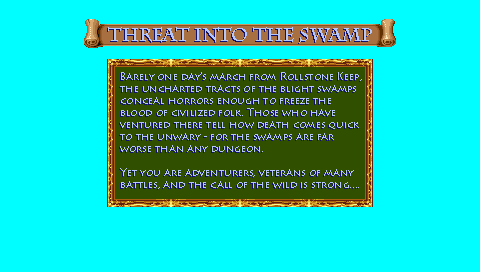 THREAT INTO THE SWAMP
BARELY ONE DAY'S MARCH FROM ROLLSTONE KEEP,
THE UNCHARTED TRACTS OF THE BLIGHT SWAMPS
CONCEAL HORRORS ENOUGH TO FREEZE THE
BLOOD OF CIVILIZED FOLK. THOSE WHO HAVE
VENTURED THERE TELL HOW DEATH COMES QUICK
TO THE UNWARY - FOR THE SWAMPS ARE FAR
WORSE THAN ANY DUNGEON.
YET YOU ARE ADVENTURERS, VETERANS OF MANY
BATTLES, AND THE CALL OF THE WILD IS STRONG....